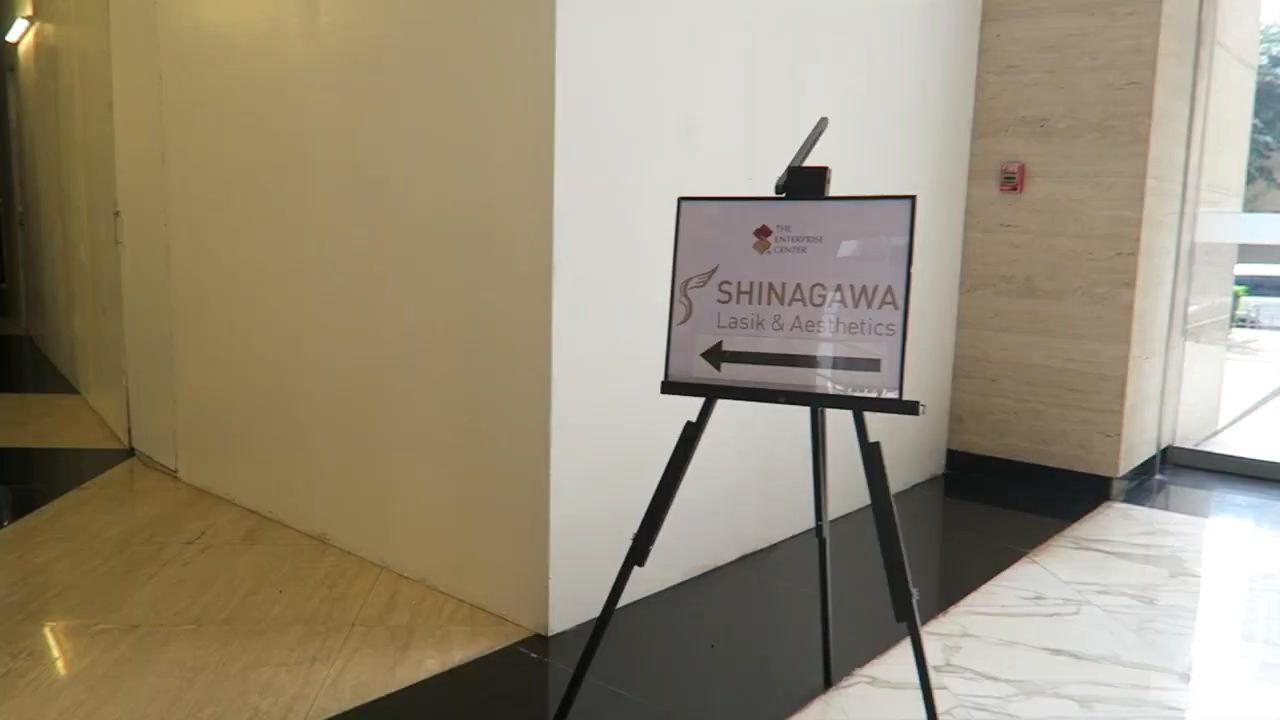 THE
ENTERPRISE
CENTER
SHINAGAWA
Lasik & Aesthetics